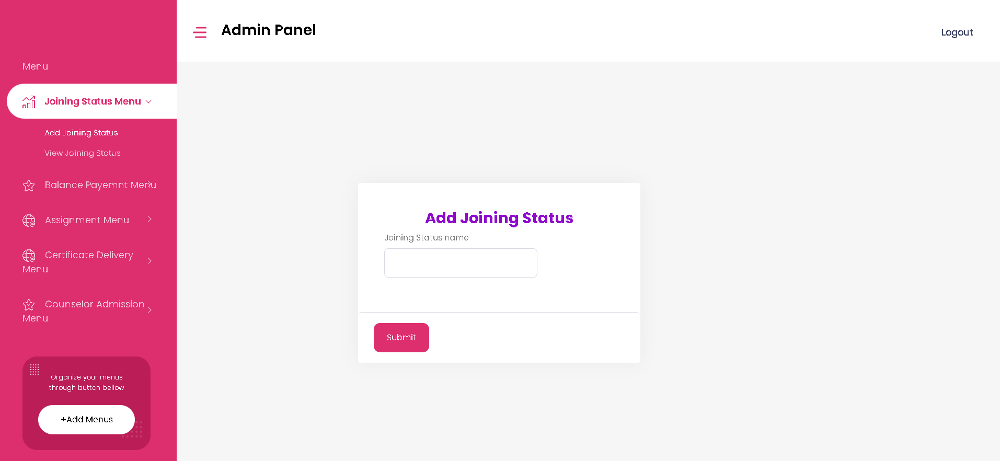 Admin Panel
Logout
Menu
Joining Status Menu
Add Joining Status
View Joining Status
Balance Payemnt Menu
Assignment Menu
Certificate Delivery
Menu
Counselor Admission
Menu
Organize your menus
through button bellow
+Add Menus
Add Joining Status
Joining Status name
Submit